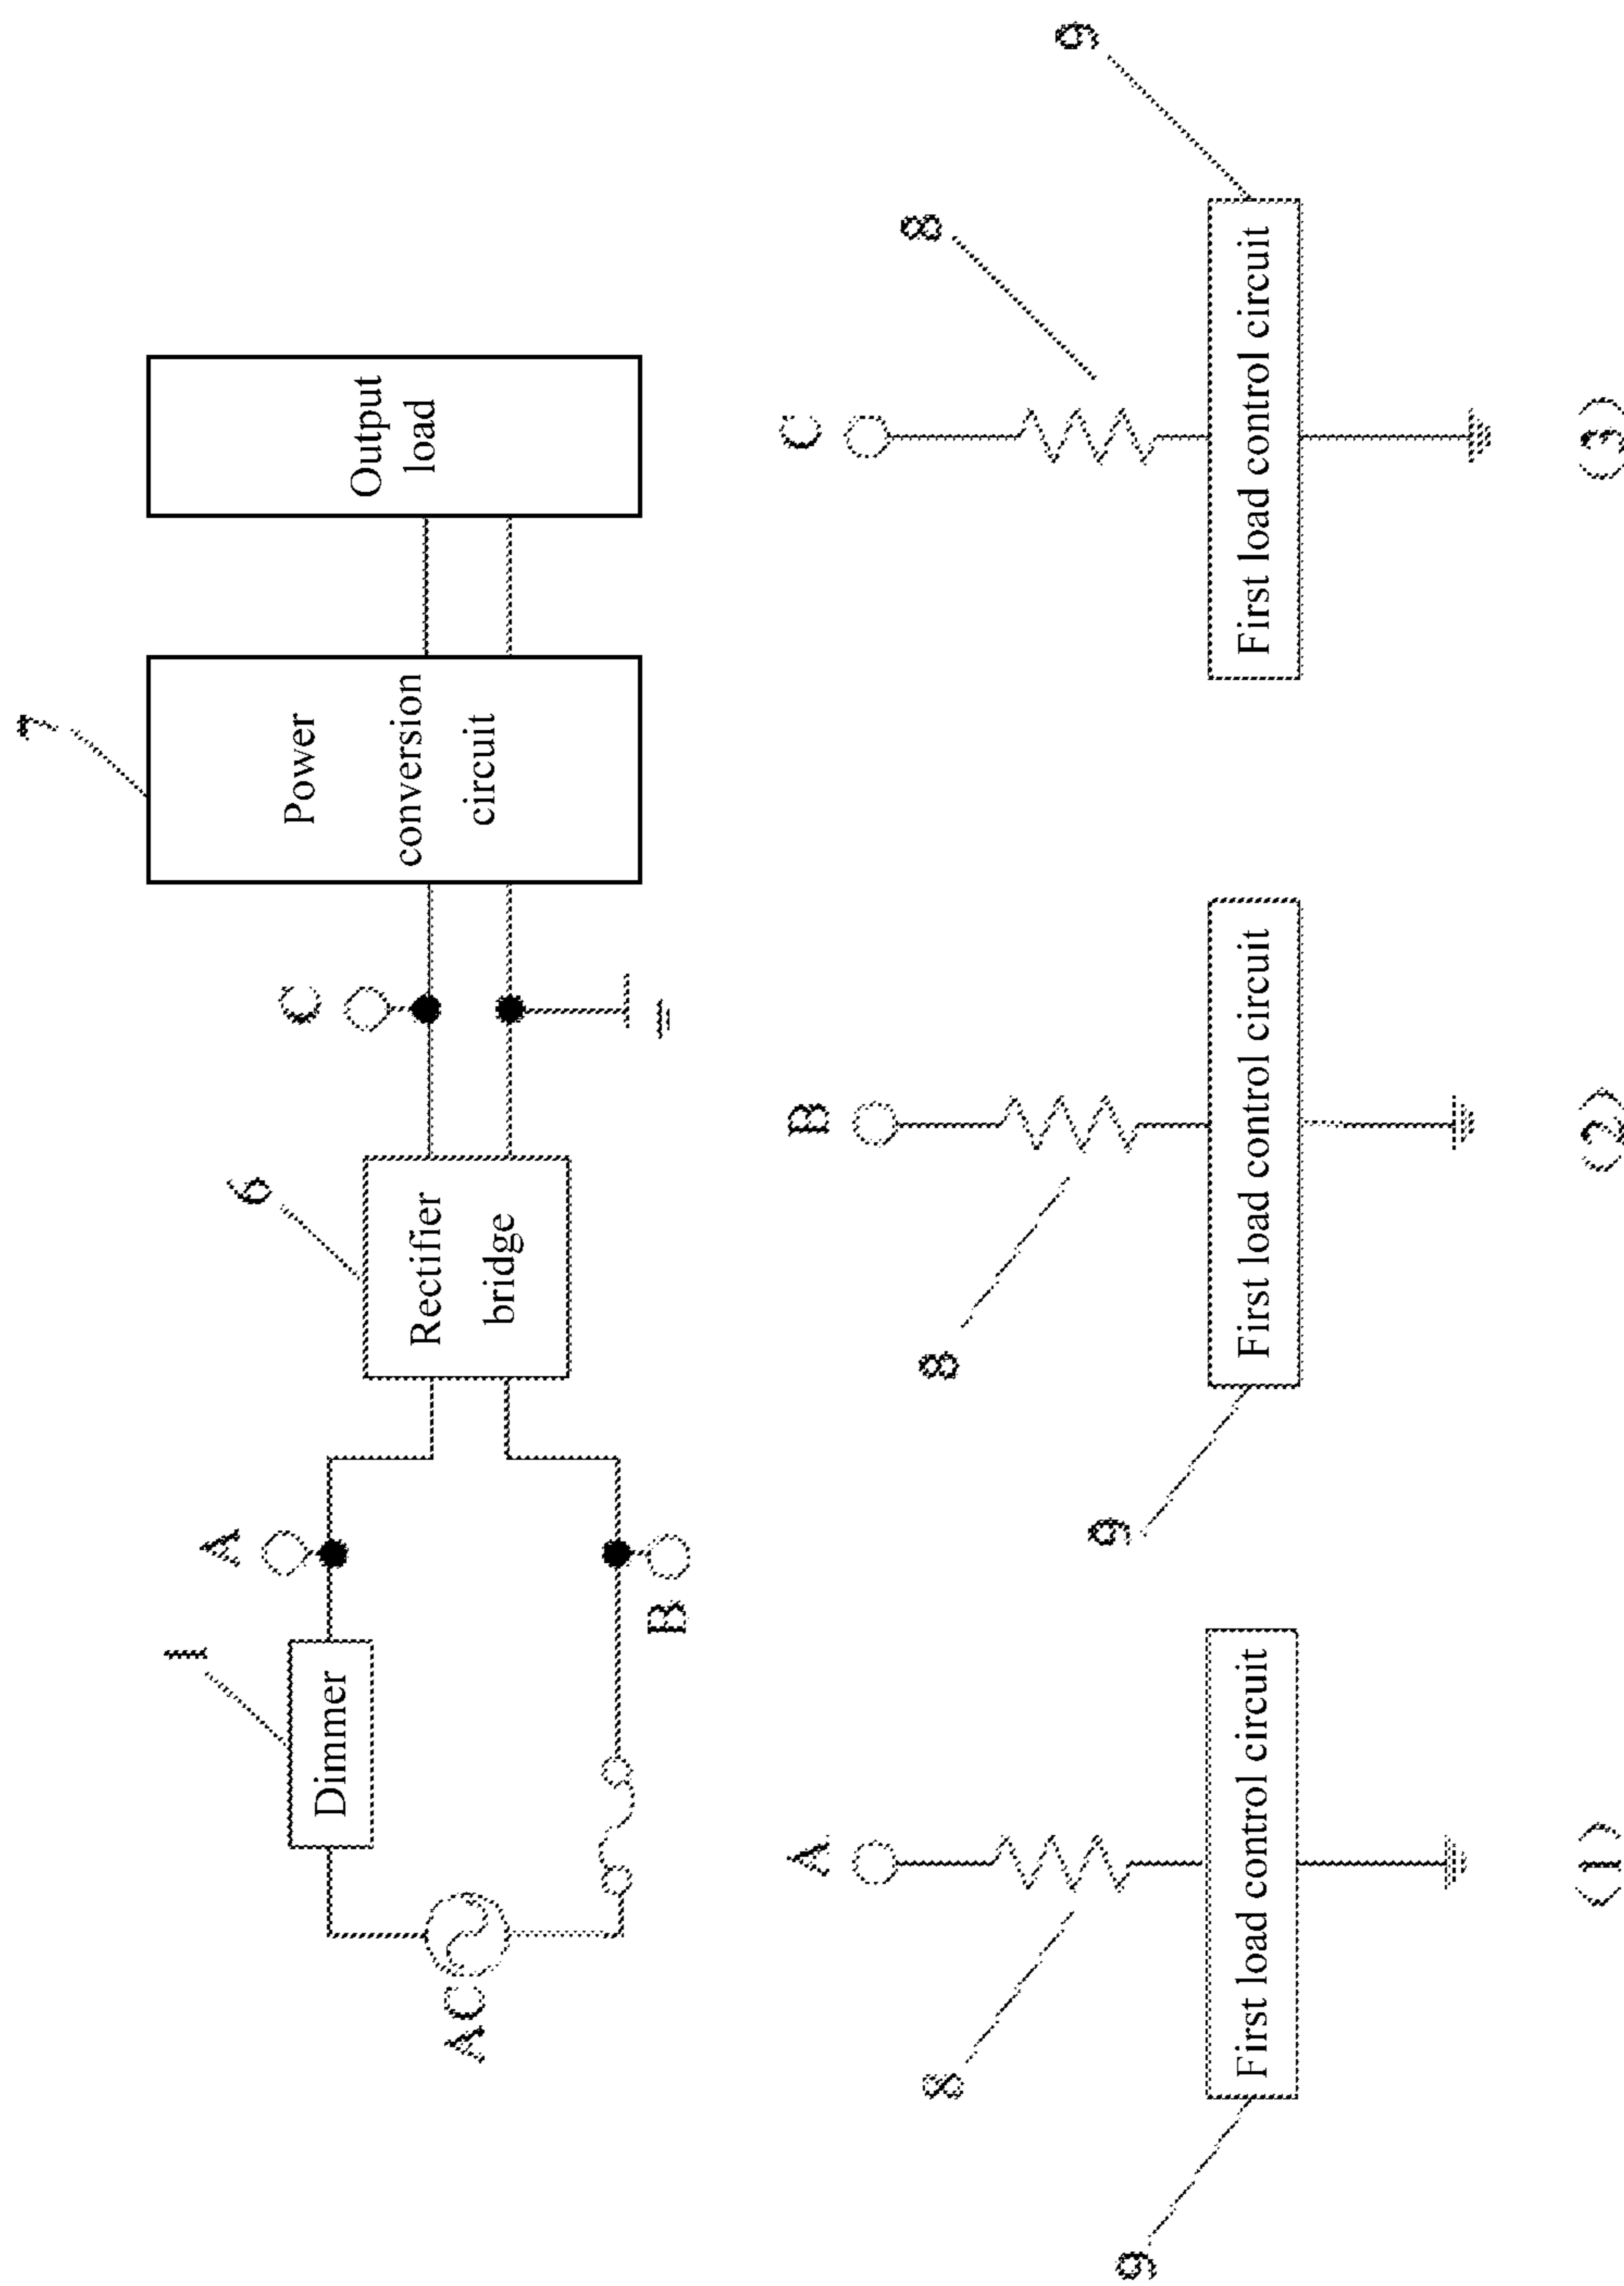 7
6
1
A
C
Dimmer
Rectifier
bridge
Power
conversion
circuit
Output
load
AC
B
A
B
C
8
8
8
9
9
9
First load control circuit
First load control circuit
First load control circuit
(1)
(2)
(3)